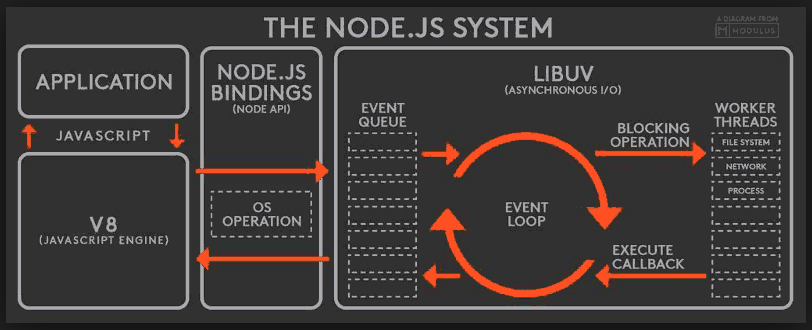 THE NODE.JS SYSTEM
A DIAGRAM FROM
M MODULUS
APPLICATION
JAVASCRIPT
V8
(JAVASCRIPT ENGINE)
NODE.JS
BINDINGS
(NODE API)
OS
OPERATION
LIBUV
(ASYNCHRONOUS I/O)
EVENT
QUEUE
EVENT
LOOP
BLOCKING
OPERATION
EXECUTE
CALLBACK
WORKER
THREADS
FILE SYSTEM
NETWORK
PROCESS